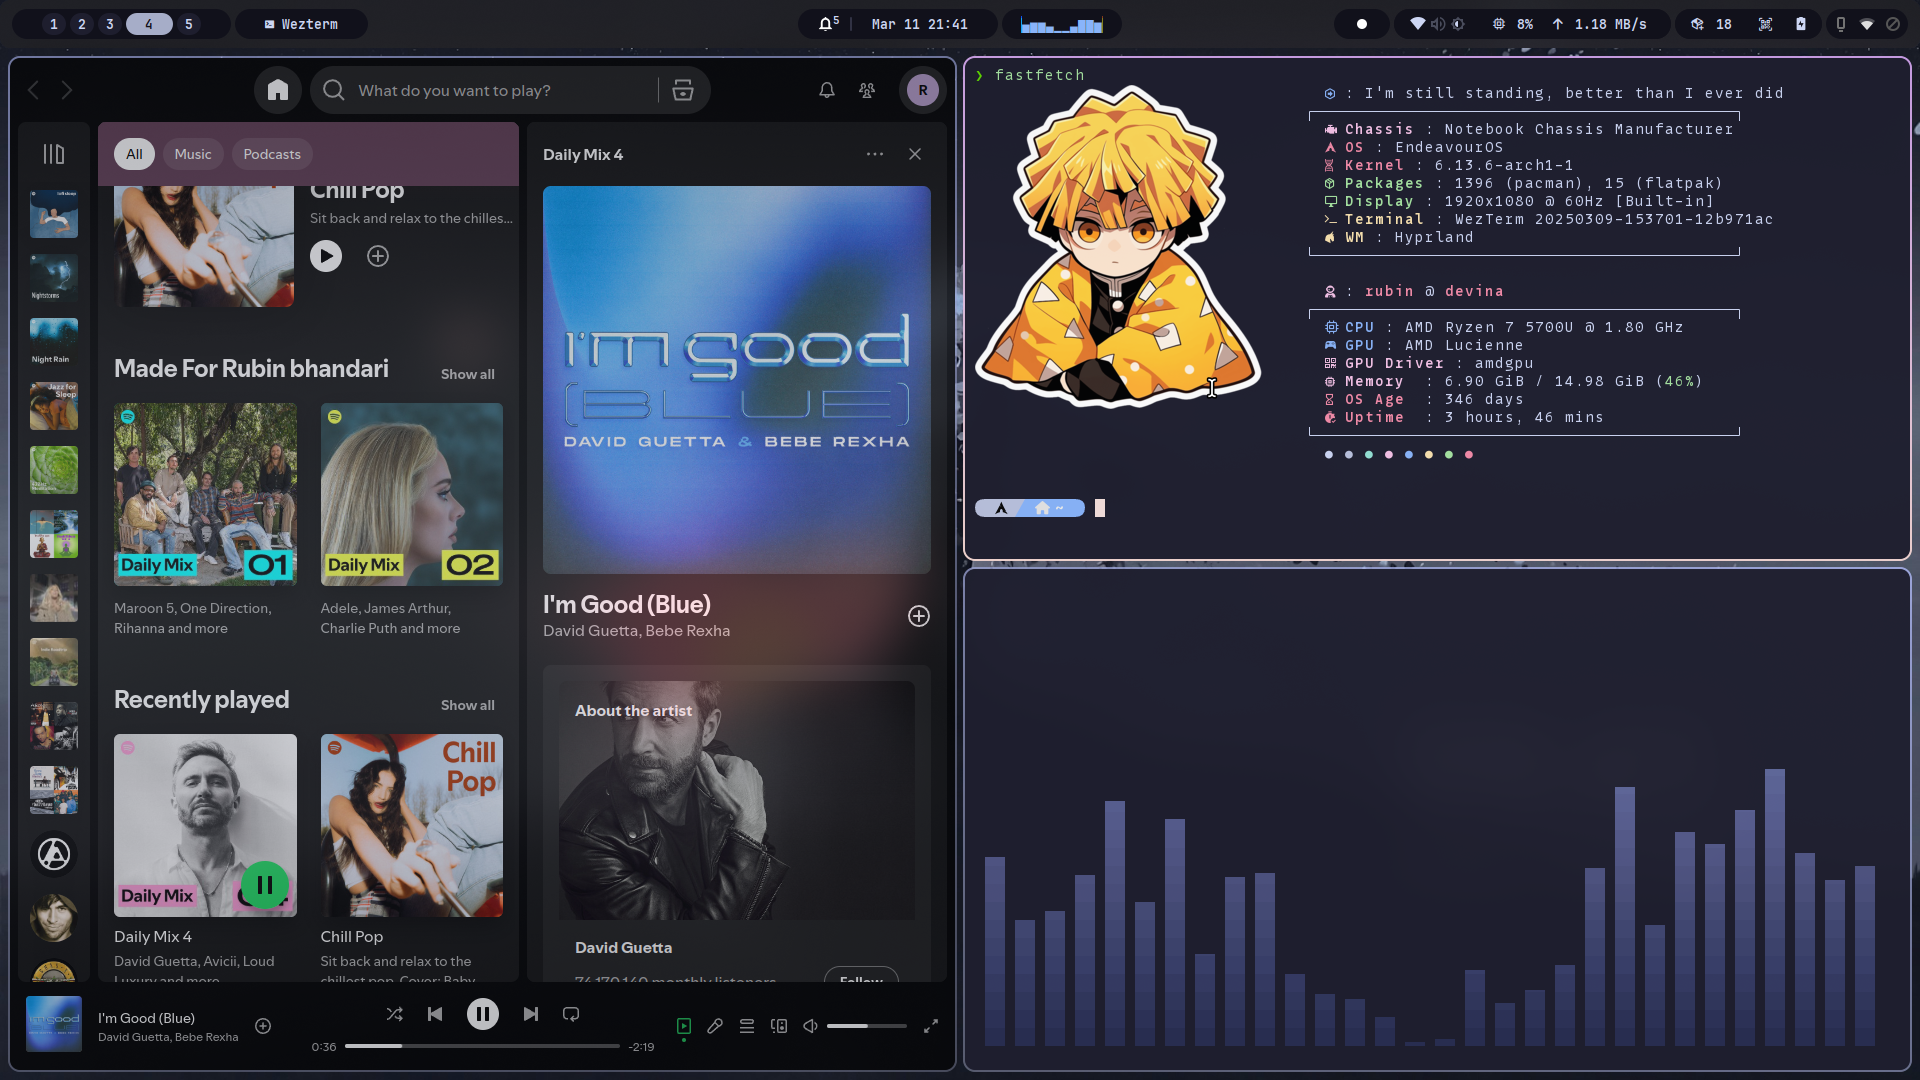 1 2 3 4 5
Wezterm
5
Mar 11 21:41
8%
1.18 MB/s
18
What do you want to play?
R
All
Music
Podcasts
Chill Pop
Sit back and relax to the chilles...
Made For Rubin bhandari
Show all
Daily Mix 01
Daily Mix 02
Maroon 5, One Direction,
Rihanna and more
Adele, James Arthur,
Charlie Puth and more
Recently played
Show all
Daily Mix
Chill
Pop
Daily Mix 4
David Guetta, Avicii, Loud
Luxury and more
Chill Pop
Sit back and relax to the
chillest pop. Cover: Baby
Nightstorms
Night Rain
Jazz for
Sleep
Daily Mix 4
I'm good
(BLUE)
DAVID GUETTA & BEBE REXHA
I'm Good (Blue)
David Guetta, Bebe Rexha
About the artist
David Guetta
74,170,140 monthly listeners
Follow
I'm Good (Blue)
David Guetta, Bebe Rexha
0:36
-2:19
❯ fastfetch
: I'm still standing, better than I ever did
Chassis : Notebook Chassis Manufacturer
OS : EndeavourOS
Kernel : 6.13.6-arch1-1
Packages : 1396 (pacman), 15 (flatpak)
Display : 1920x1080 @ 60Hz [Built-in]
Terminal : WezTerm 20250309-153701-12b971ac
WM : Hyprland
: rubin @ devina
CPU : AMD Ryzen 7 5700U @ 1.80 GHz
GPU : AMD Lucienne
GPU Driver : amdgpu
Memory : 6.90 GiB / 14.98 GiB (46%)
OS Age : 346 days
Uptime : 3 hours, 46 mins
~